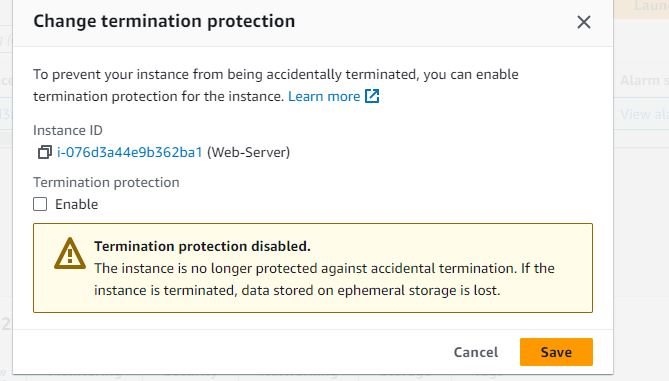 Change termination protection
To prevent your instance from being accidentally terminated, you can enable
termination protection for the instance. Learn more
Instance ID
i-076d3a44e9b362ba1 (Web-Server)
Termination protection
Enable
Termination protection disabled.
The instance is no longer protected against accidental termination. If the
instance is terminated, data stored on ephemeral storage is lost.
Cancel
Save